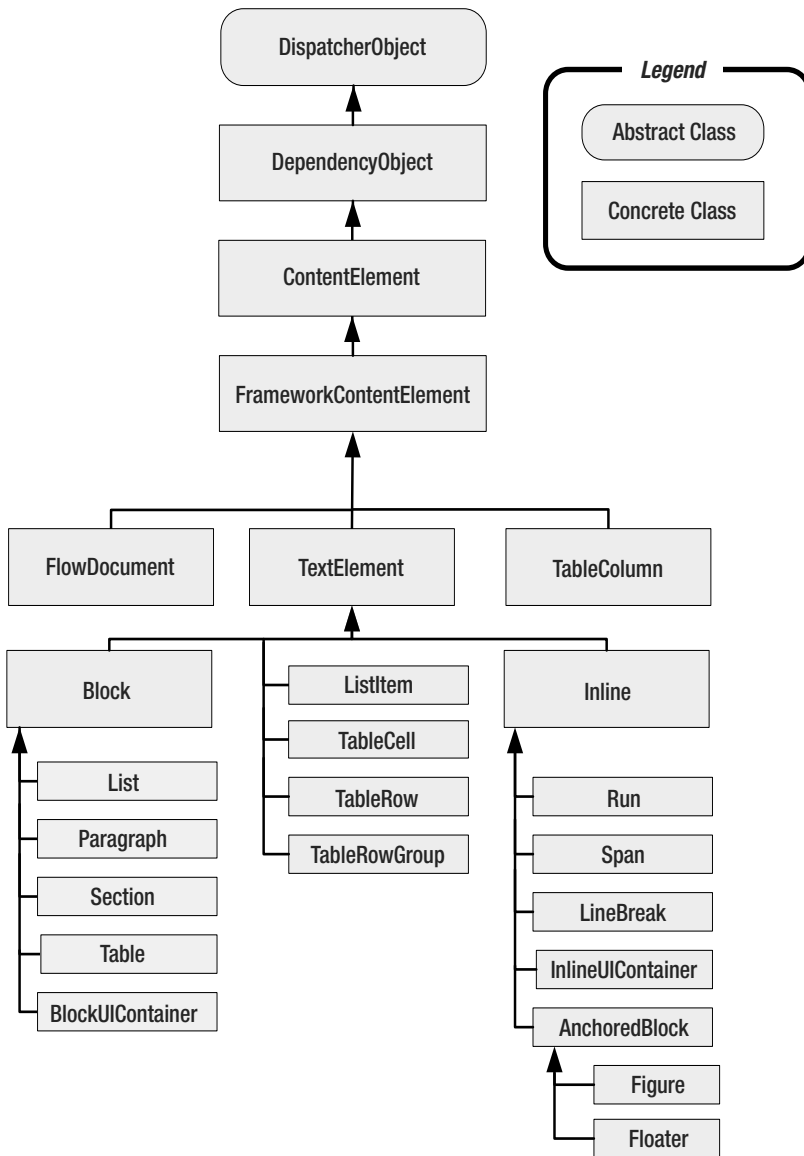 DispatcherObject
Legend
Abstract Class
Concrete Class
DependencyObject
ContentElement
FrameworkContentElement
FlowDocument
TextElement
TableColumn
Block
ListItem
TableCell
TableRow
TableRowGroup
Inline
List
Paragraph
Section
Table
BlockUIContainer
Run
Span
LineBreak
InlineUIContainer
AnchoredBlock
Figure
Floater